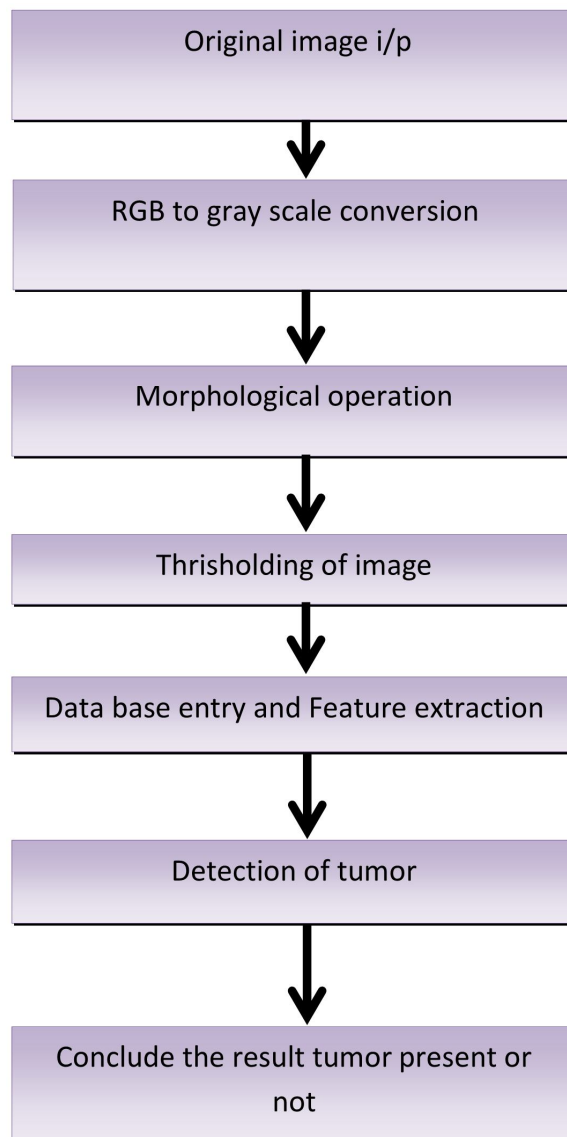 Original image i/p
RGB to gray scale conversion
Morphological operation
Thrisholding of image
Data base entry and Feature extraction
Detection of tumor
Conclude the result tumor present or
not